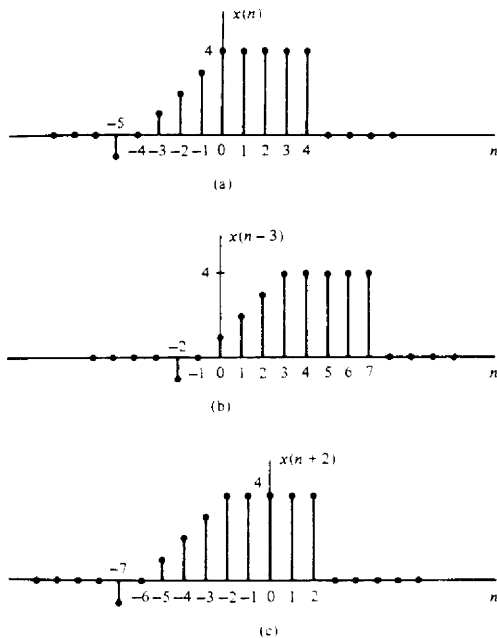 x(n)
4
-5
-4 -3 -2 -1 0 1 2 3 4 n
(a)
x(n - 3)
4
-2
-1 0 1 2 3 4 5 6 7 n
(b)
x(n + 2)
4
-7
-6 -5 -4 -3 -2 -1 0 1 2 n
(c)